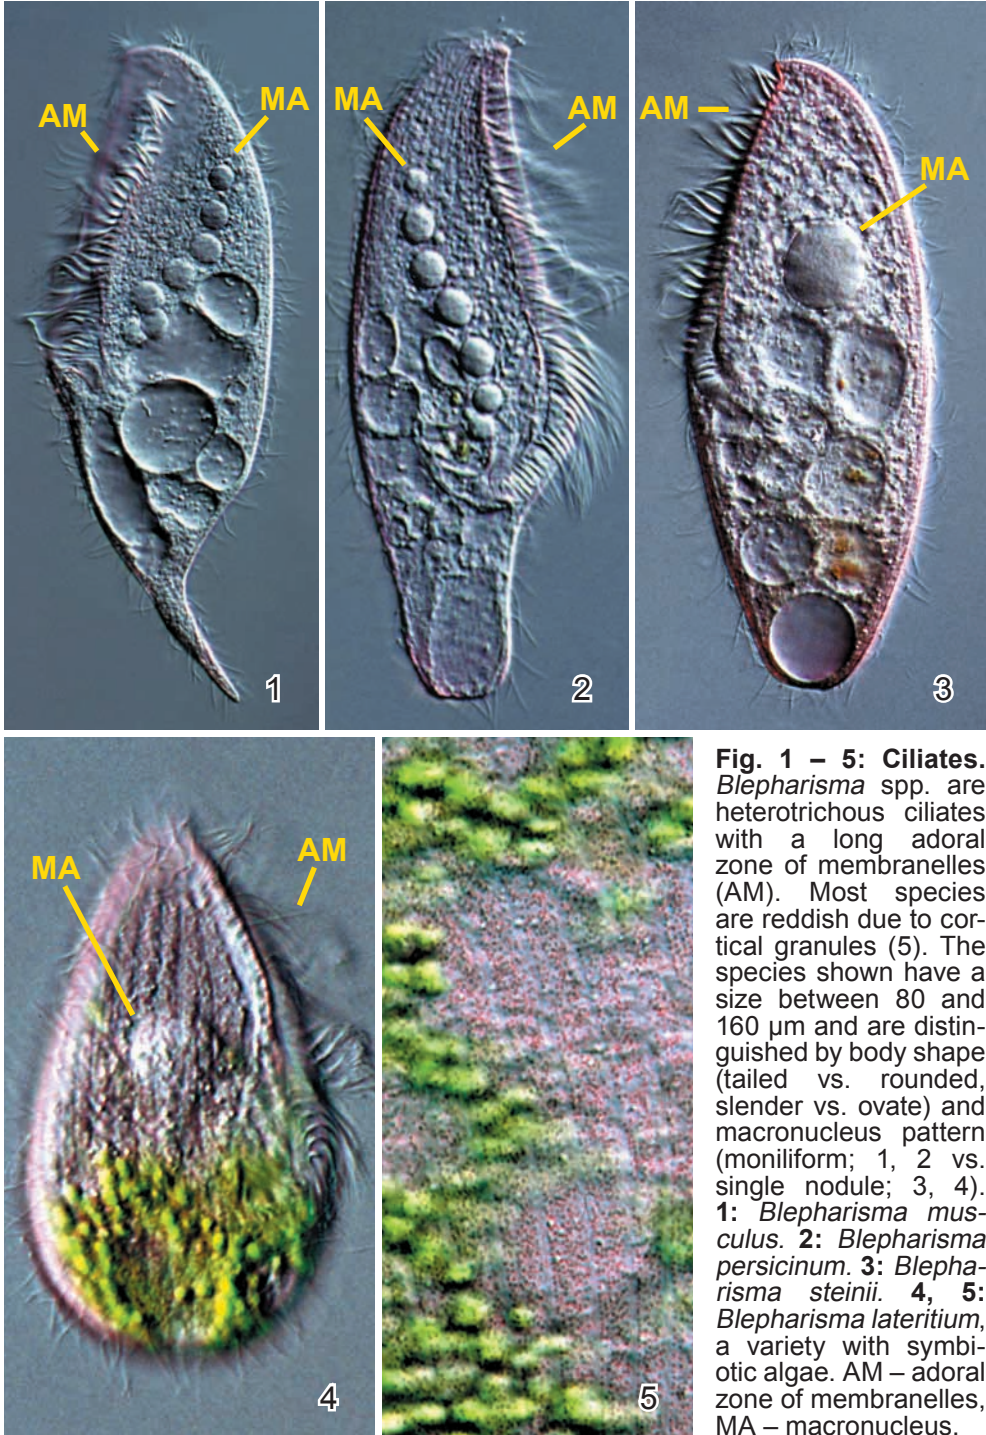 AM
MA
1
MA
AM
2
AM
MA
3
MA
AM
4
5
Fig. 1 – 5: Ciliates.
Blepharisma spp. are
heterotrichous ciliates
with a long adoral
zone of membranelles
(AM). Most species
are reddish due to cor-
tical granules (5). The
species shown have a
size between 80 and
160 µm and are distin-
guished by body shape
(tailed vs. rounded,
slender vs. ovate) and
macronucleus pattern
(moniliform; 1, 2 vs.
single nodule; 3, 4).
1: Blepharisma mus-
culus. 2: Blepharisma
persicinum. 3: Blepha-
risma steinii. 4, 5:
Blepharisma lateritium,
a variety with symbi-
otic algae. AM – adoral
zone of membranelles,
MA – macronucleus.